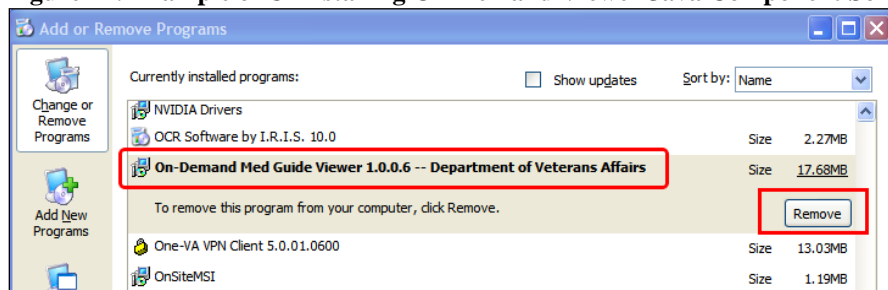 Add or Remove Programs
Currently installed programs:
Show updates
Sort by: Name
Change or
Remove
Programs
NVIDIA Drivers
OCR Software by I.R.I.S. 10.0 Size 2.27MB
On-Demand Med Guide Viewer 1.0.0.6 -- Department of Veterans Affairs Size 17.68MB
To remove this program from your computer, click Remove. Remove
Add New
Programs
One-VA VPN Client 5.0.01.0600 Size 13.03MB
OnSiteMSI Size 1.19MB